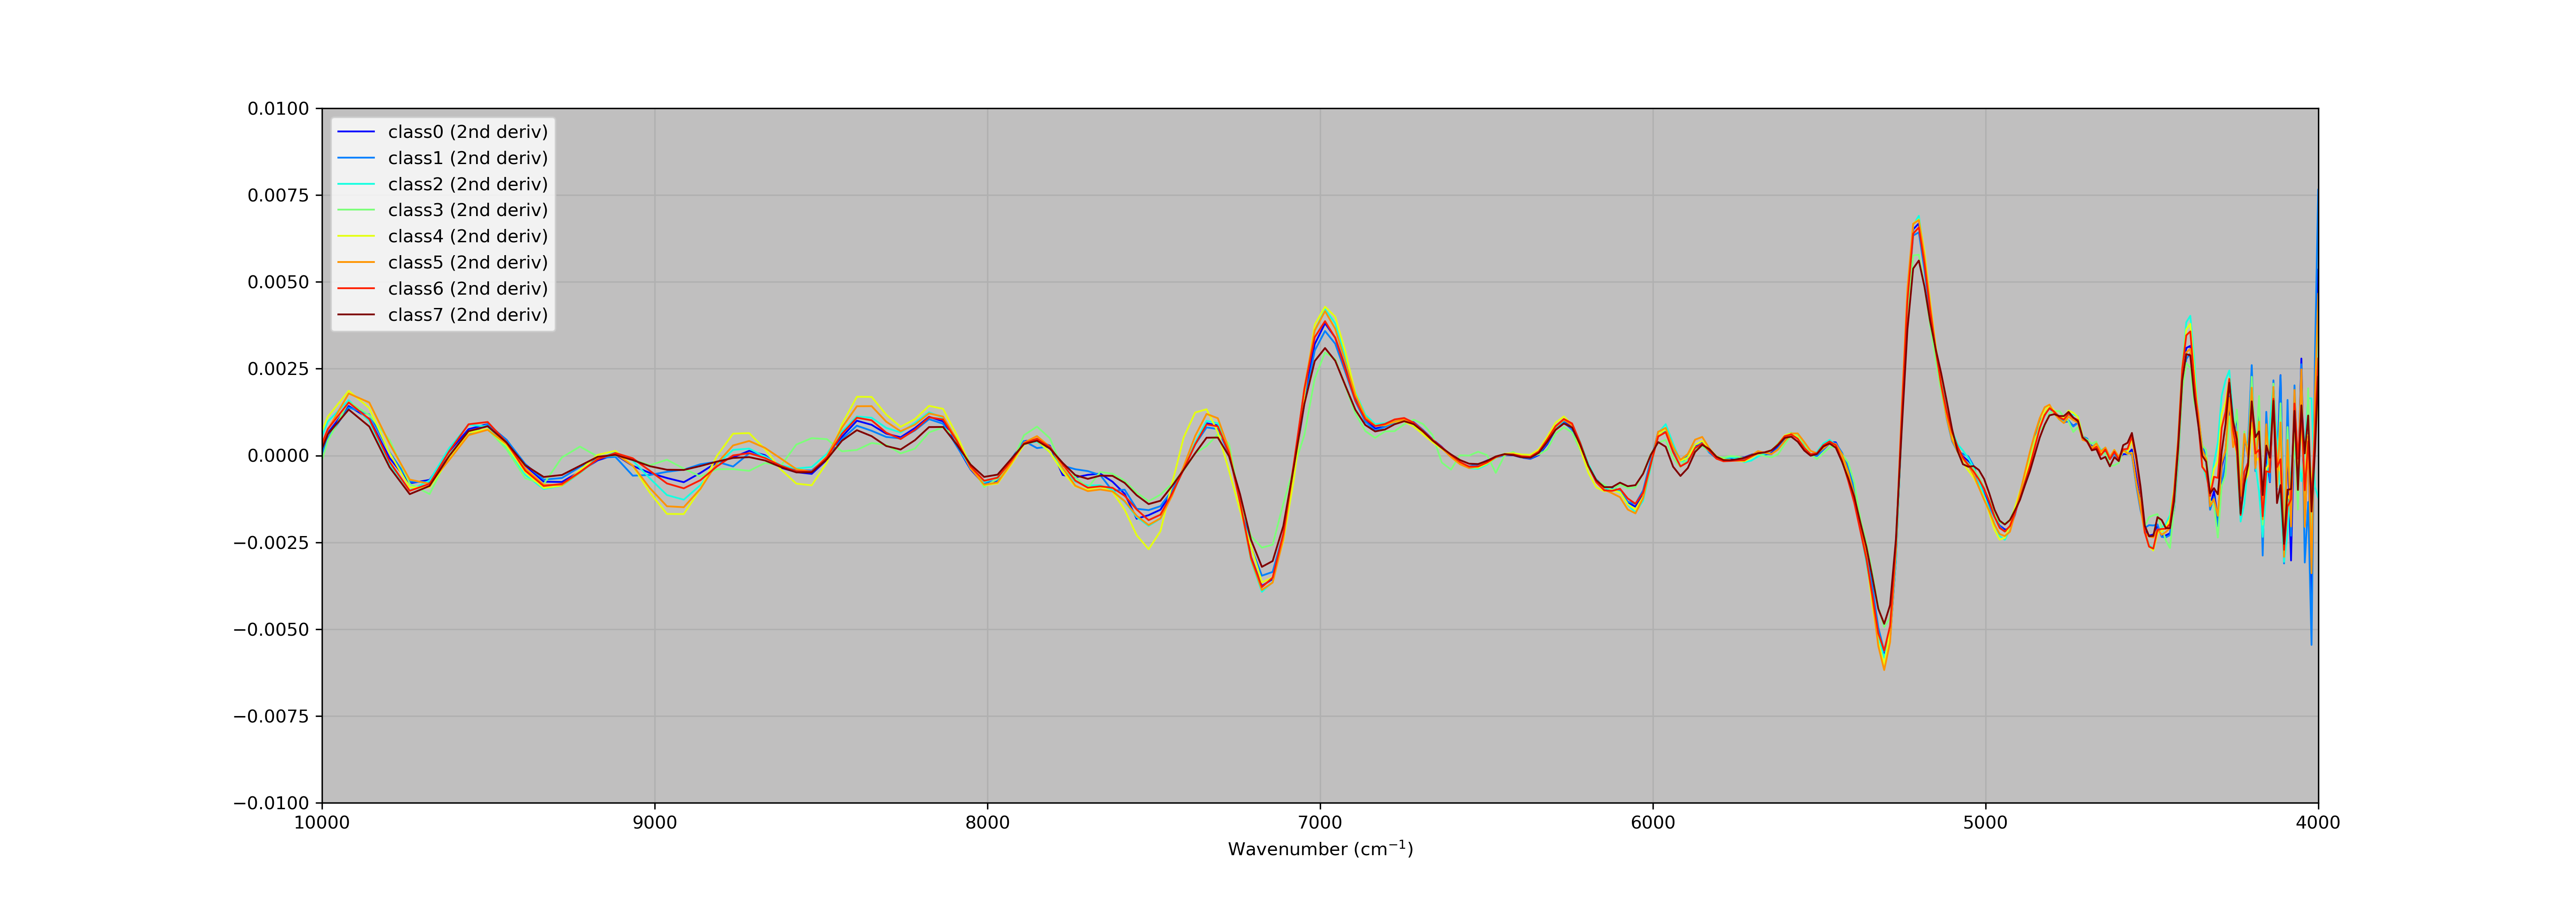 0.0100
0.0075
0.0050
0.0025
0.0000
−0.0025
−0.0050
−0.0075
−0.0100
class0 (2nd deriv)
class1 (2nd deriv)
class2 (2nd deriv)
class3 (2nd deriv)
class4 (2nd deriv)
class5 (2nd deriv)
class6 (2nd deriv)
class7 (2nd deriv)
10000 9000 8000 7000 6000 5000 4000
Wavenumber (cm⁻¹)